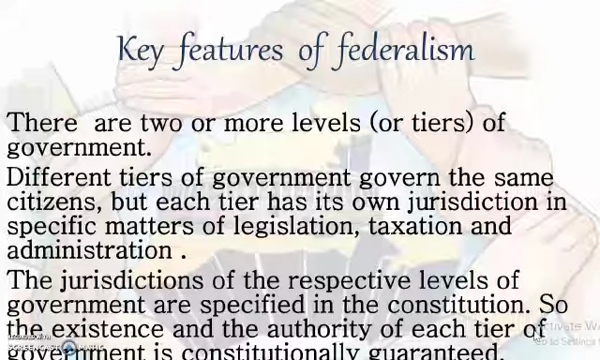 Key features of federalism
There are two or more levels (or tiers) of
government.
Different tiers of government govern the same
citizens, but each tier has its own jurisdiction in
specific matters of legislation, taxation and
administration .
The jurisdictions of the respective levels of
government are specified in the constitution. So
the existence and the authority of each tier of
government is constitutionally guaranteed.